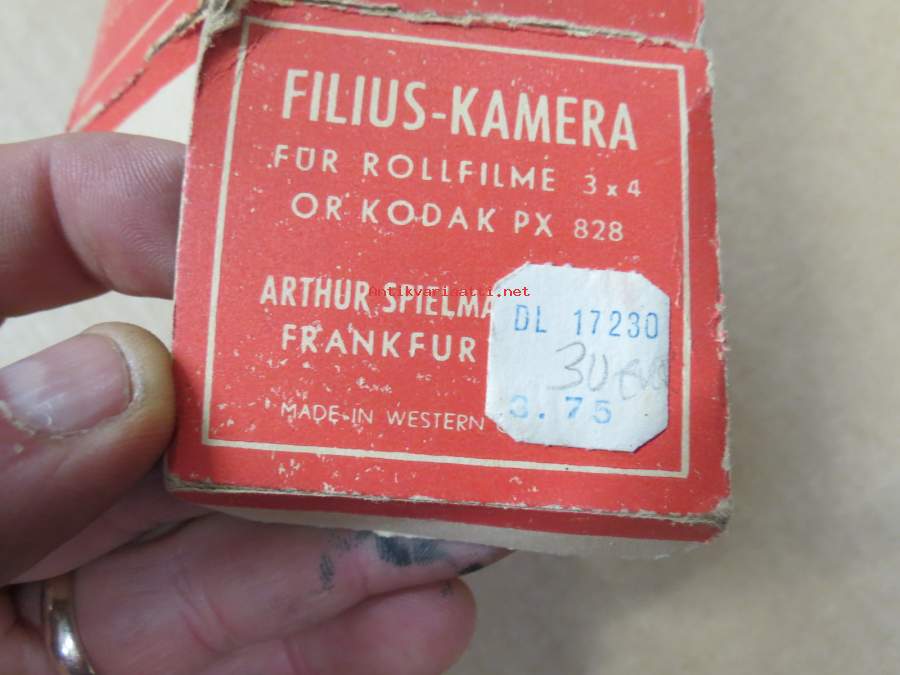 FILIUS-KAMERA
FÜR ROLLFILME 3x4
OR KODAK PX 828
ARTHUR SPIELMA
FRANKFUR
MADE-IN WESTERN
DL 17230
30
3.75
Antikvariaatti.net